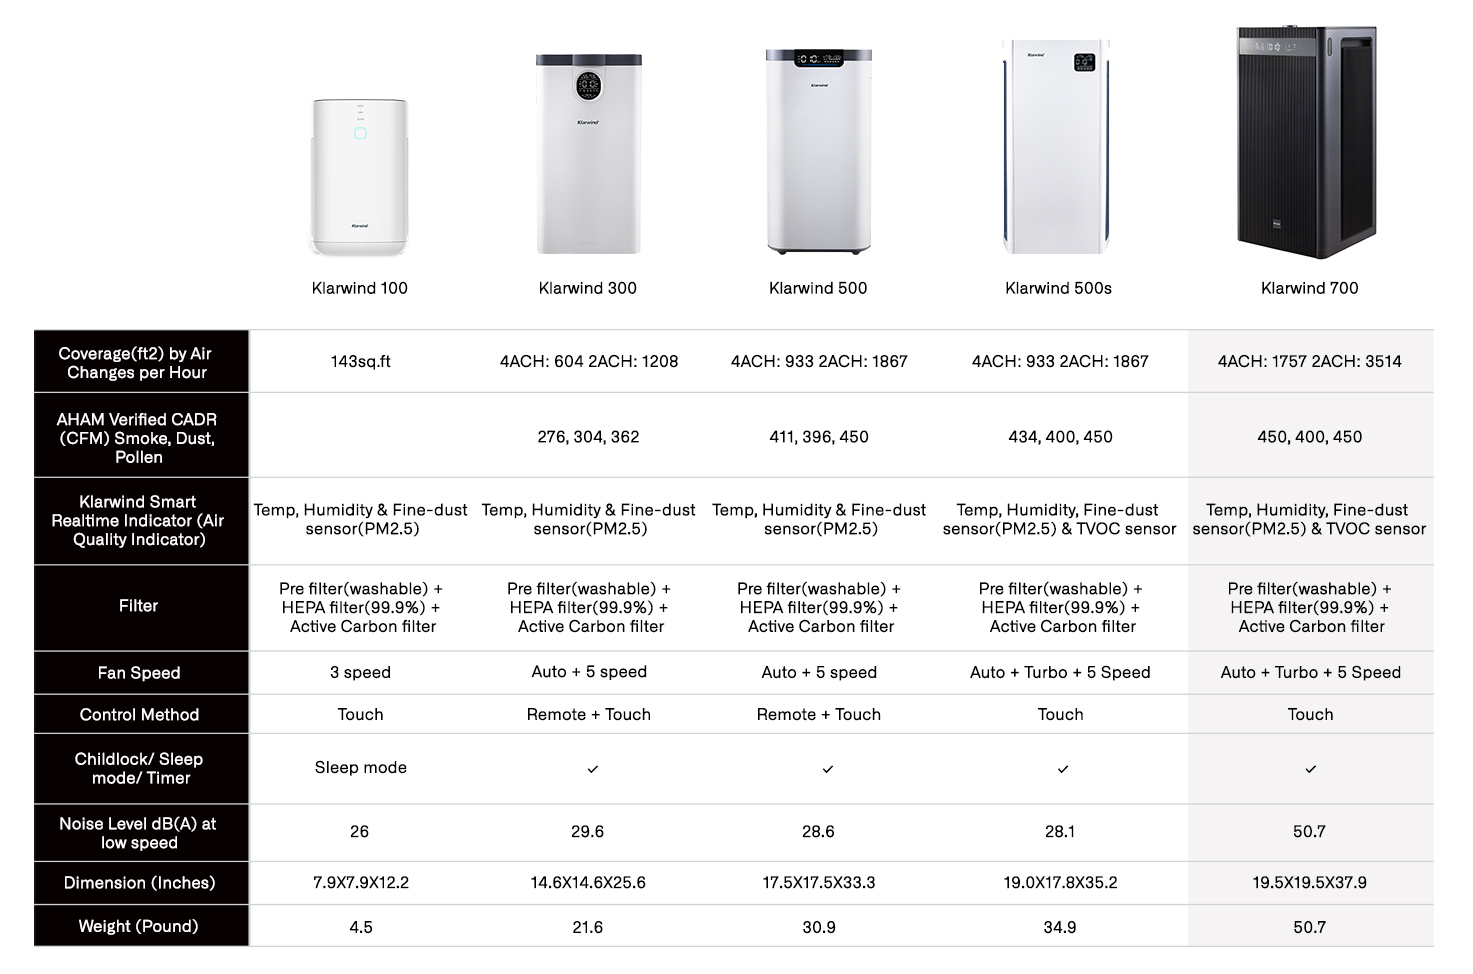 Klarwind
Klarwind
Klarwind
Klarwind
Klarwind 100
Klarwind 300
Klarwind 500
Klarwind 500s
Klarwind 700
Coverage(ft2) by Air
Changes per Hour
143sq.ft
4ACH: 604 2ACH: 1208
4ACH: 933 2ACH: 1867
4ACH: 933 2ACH: 1867
4ACH: 1757 2ACH: 3514
AHAM Verified CADR
(CFM) Smoke, Dust,
Pollen
276, 304, 362
411, 396, 450
434, 400, 450
450, 400, 450
Klarwind Smart
Realtime Indicator (Air
Quality Indicator)
Temp, Humidity & Fine-dust
sensor(PM2.5)
Temp, Humidity & Fine-dust
sensor(PM2.5)
Temp, Humidity & Fine-dust
sensor(PM2.5)
Temp, Humidity, Fine-dust
sensor(PM2.5) & TVOC sensor
Temp, Humidity, Fine-dust
sensor(PM2.5) & TVOC sensor
Filter
Pre filter(washable) +
HEPA filter(99.9%) +
Active Carbon filter
Pre filter(washable) +
HEPA filter(99.9%) +
Active Carbon filter
Pre filter(washable) +
HEPA filter(99.9%) +
Active Carbon filter
Pre filter(washable) +
HEPA filter(99.9%) +
Active Carbon filter
Pre filter(washable) +
HEPA filter(99.9%) +
Active Carbon filter
Fan Speed
3 speed
Auto + 5 speed
Auto + 5 speed
Auto + Turbo + 5 Speed
Auto + Turbo + 5 Speed
Control Method
Touch
Remote + Touch
Remote + Touch
Touch
Touch
Childlock/ Sleep
mode/ Timer
Sleep mode
✓
✓
✓
✓
Noise Level dB(A) at
low speed
26
29.6
28.6
28.1
50.7
Dimension (Inches)
7.9X7.9X12.2
14.6X14.6X25.6
17.5X17.5X33.3
19.0X17.8X35.2
19.5X19.5X37.9
Weight (Pound)
4.5
21.6
30.9
34.9
50.7